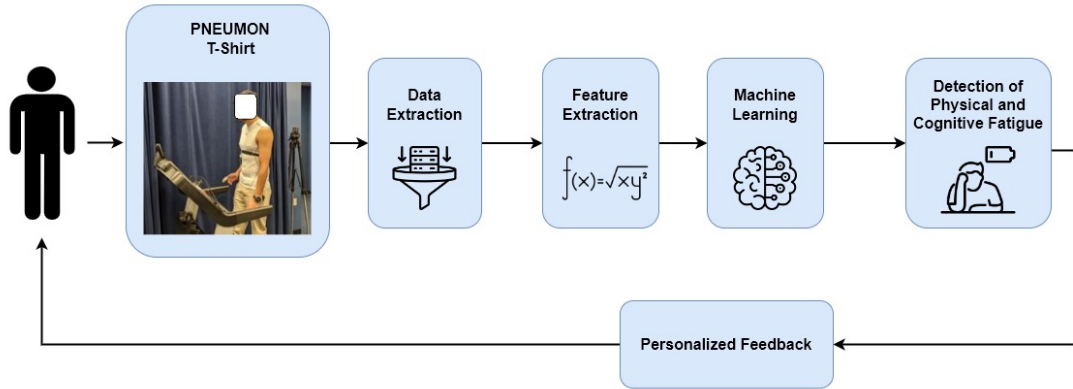 PNEUMON
T-Shirt
Data
Extraction
Feature
Extraction
f(x)=√xy²
Machine
Learning
Detection of
Physical and
Cognitive Fatigue
Personalized Feedback